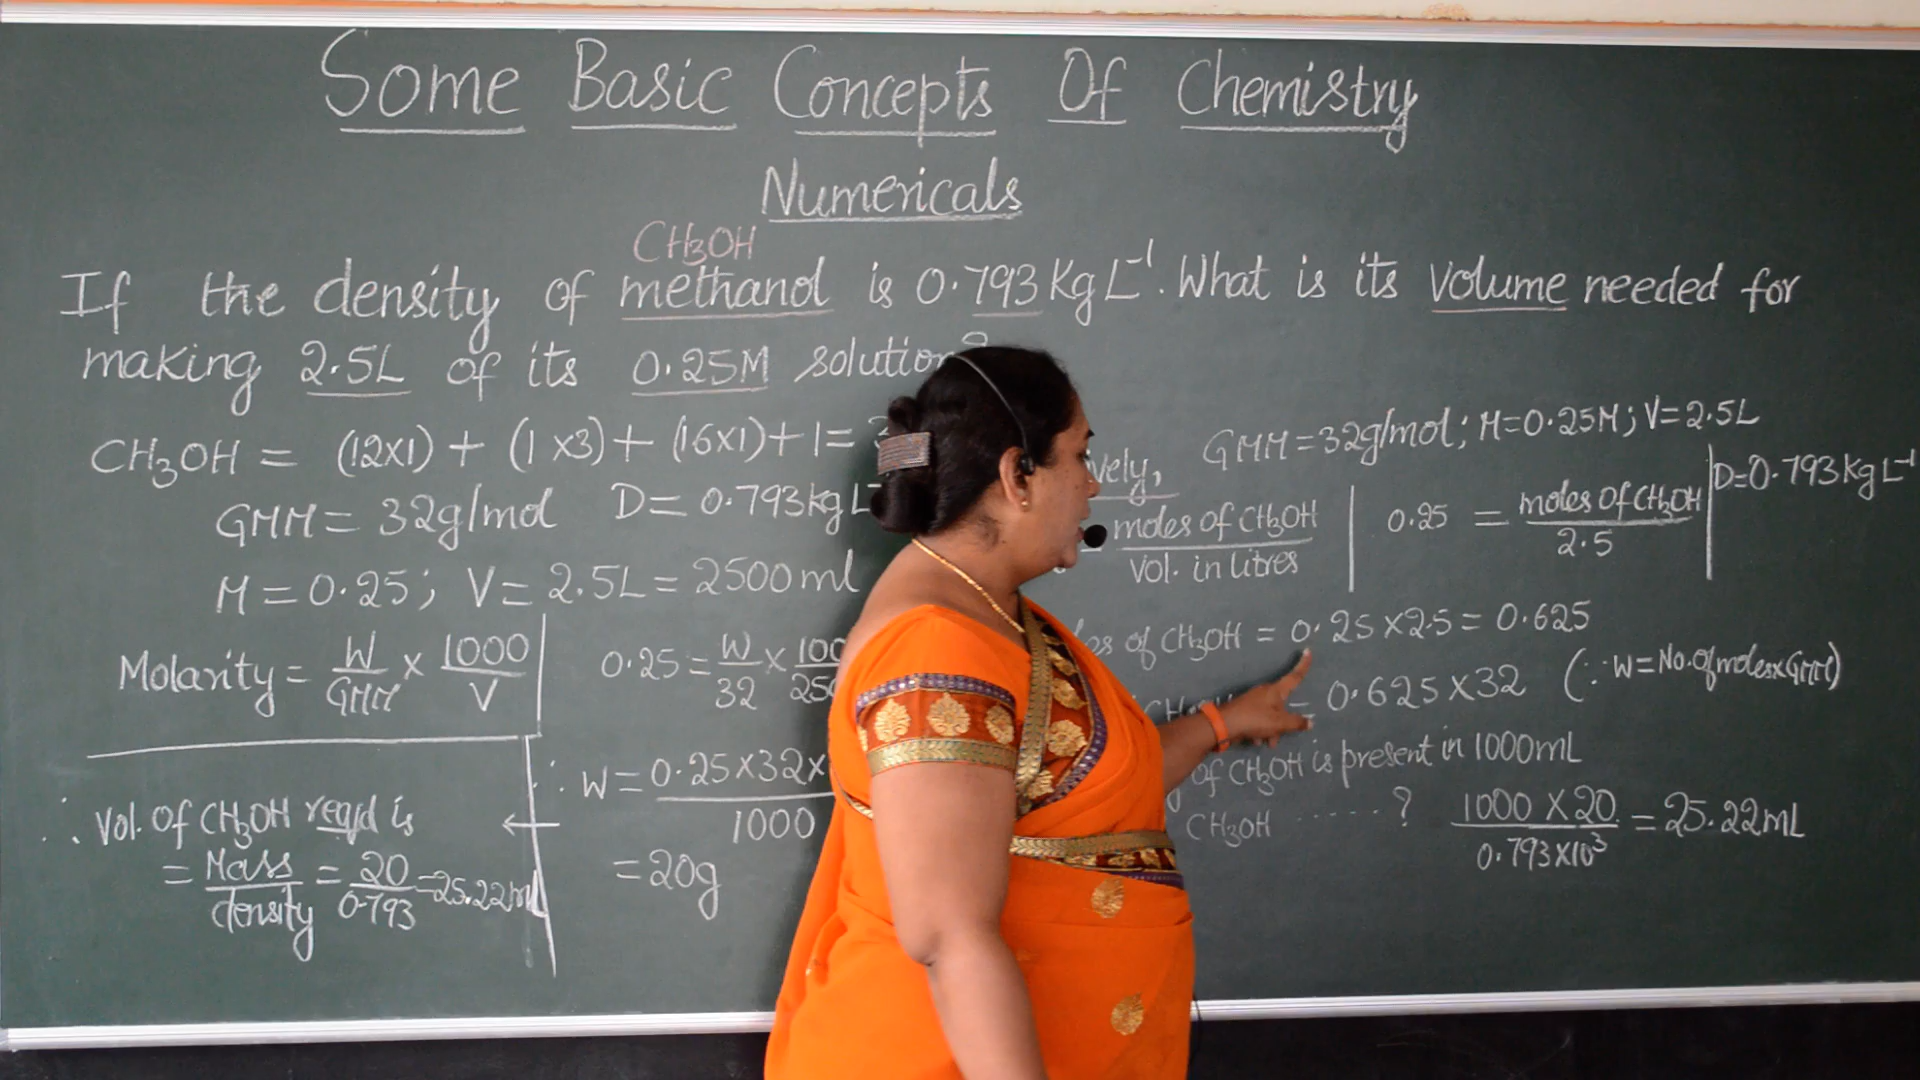 Some Basic Concepts Of Chemistry
Numericals
CH3OH
If the density of methanol is 0.793 Kg L⁻¹. What is its volume needed for
making 2.5L of its 0.25M solution?
CH3OH = (12x1) + (1x3) + (16x1) + 1 = 3
GMM = 32g/mol D = 0.793 kg L
M = 0.25; V = 2.5L = 2500ml
Molarity = W/GMM x 1000/V
0.25 = W/32 x
∴ W = 0.25x32x / 1000
= 20g
∴ Vol. Of CH3OH reqd is
= Mass/density = 20/0.793 = 25.22ml
GMM = 32g/mol; M = 0.25M; V = 2.5L
D = 0.793 kg L⁻¹
moles Of CH3OH / Vol. in litres
0.25 = moles Of CH3OH / 2.5
of CH3OH = 0.25 x 2.5 = 0.625
= 0.625 x 32 (∵ W = No. Of moles x GMM)
of CH3OH is present in 1000mL
CH3OH ...... ? 1000 X 20 / 0.793x10³ = 25.22mL